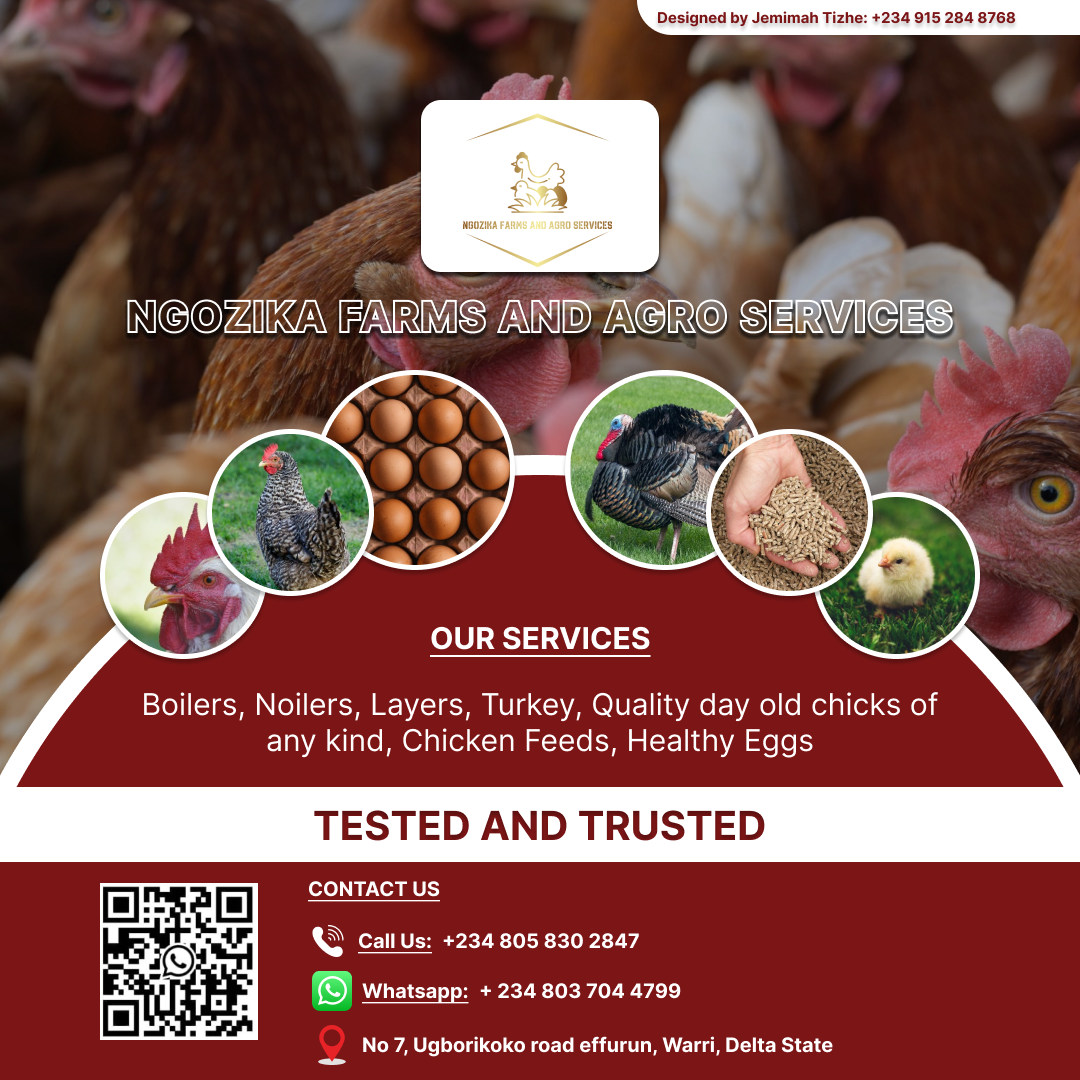 Designed by Jemimah Tizhe: +234 915 284 8768
NGOZIKA FARMS AND AGRO SERVICES
NGOZIKA FARMS AND AGRO SERVICES
OUR SERVICES
Boilers, Noilers, Layers, Turkey, Quality day old chicks of
any kind, Chicken Feeds, Healthy Eggs
TESTED AND TRUSTED
CONTACT US
Call Us: +234 805 830 2847
Whatsapp: + 234 803 704 4799
No 7, Ugborikoko road effurun, Warri, Delta State